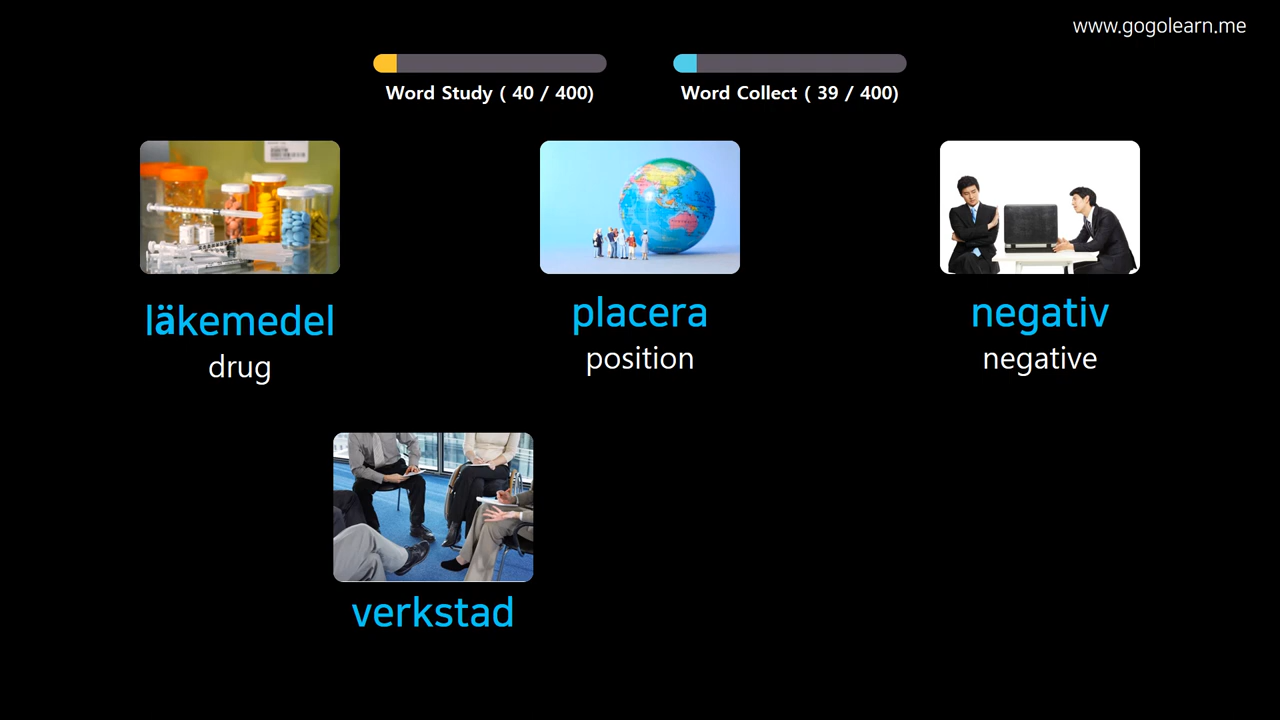 www.gogolearn.me
Word Study ( 40 / 400)
Word Collect ( 39 / 400)
läkemedel
drug
placera
position
negativ
negative
verkstad